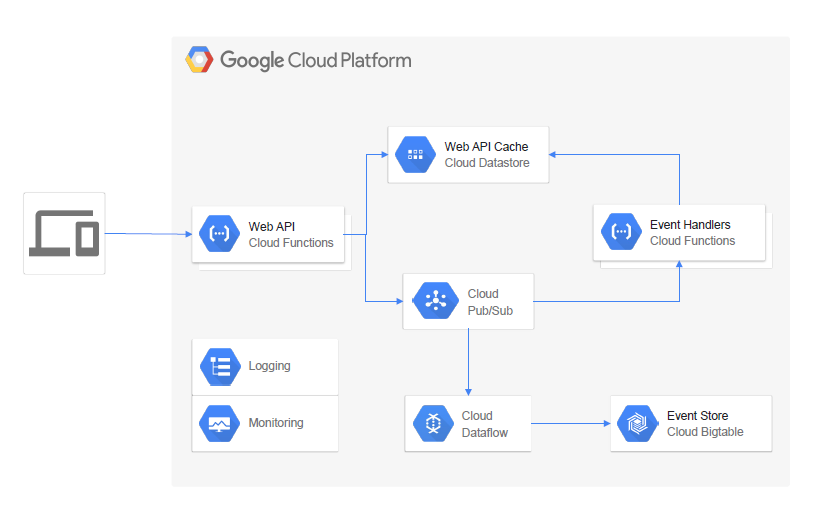 Google Cloud Platform
Web API Cache
Cloud Datastore
Web API
Cloud Functions
Event Handlers
Cloud Functions
Cloud
Pub/Sub
Logging
Monitoring
Cloud
Dataflow
Event Store
Cloud Bigtable